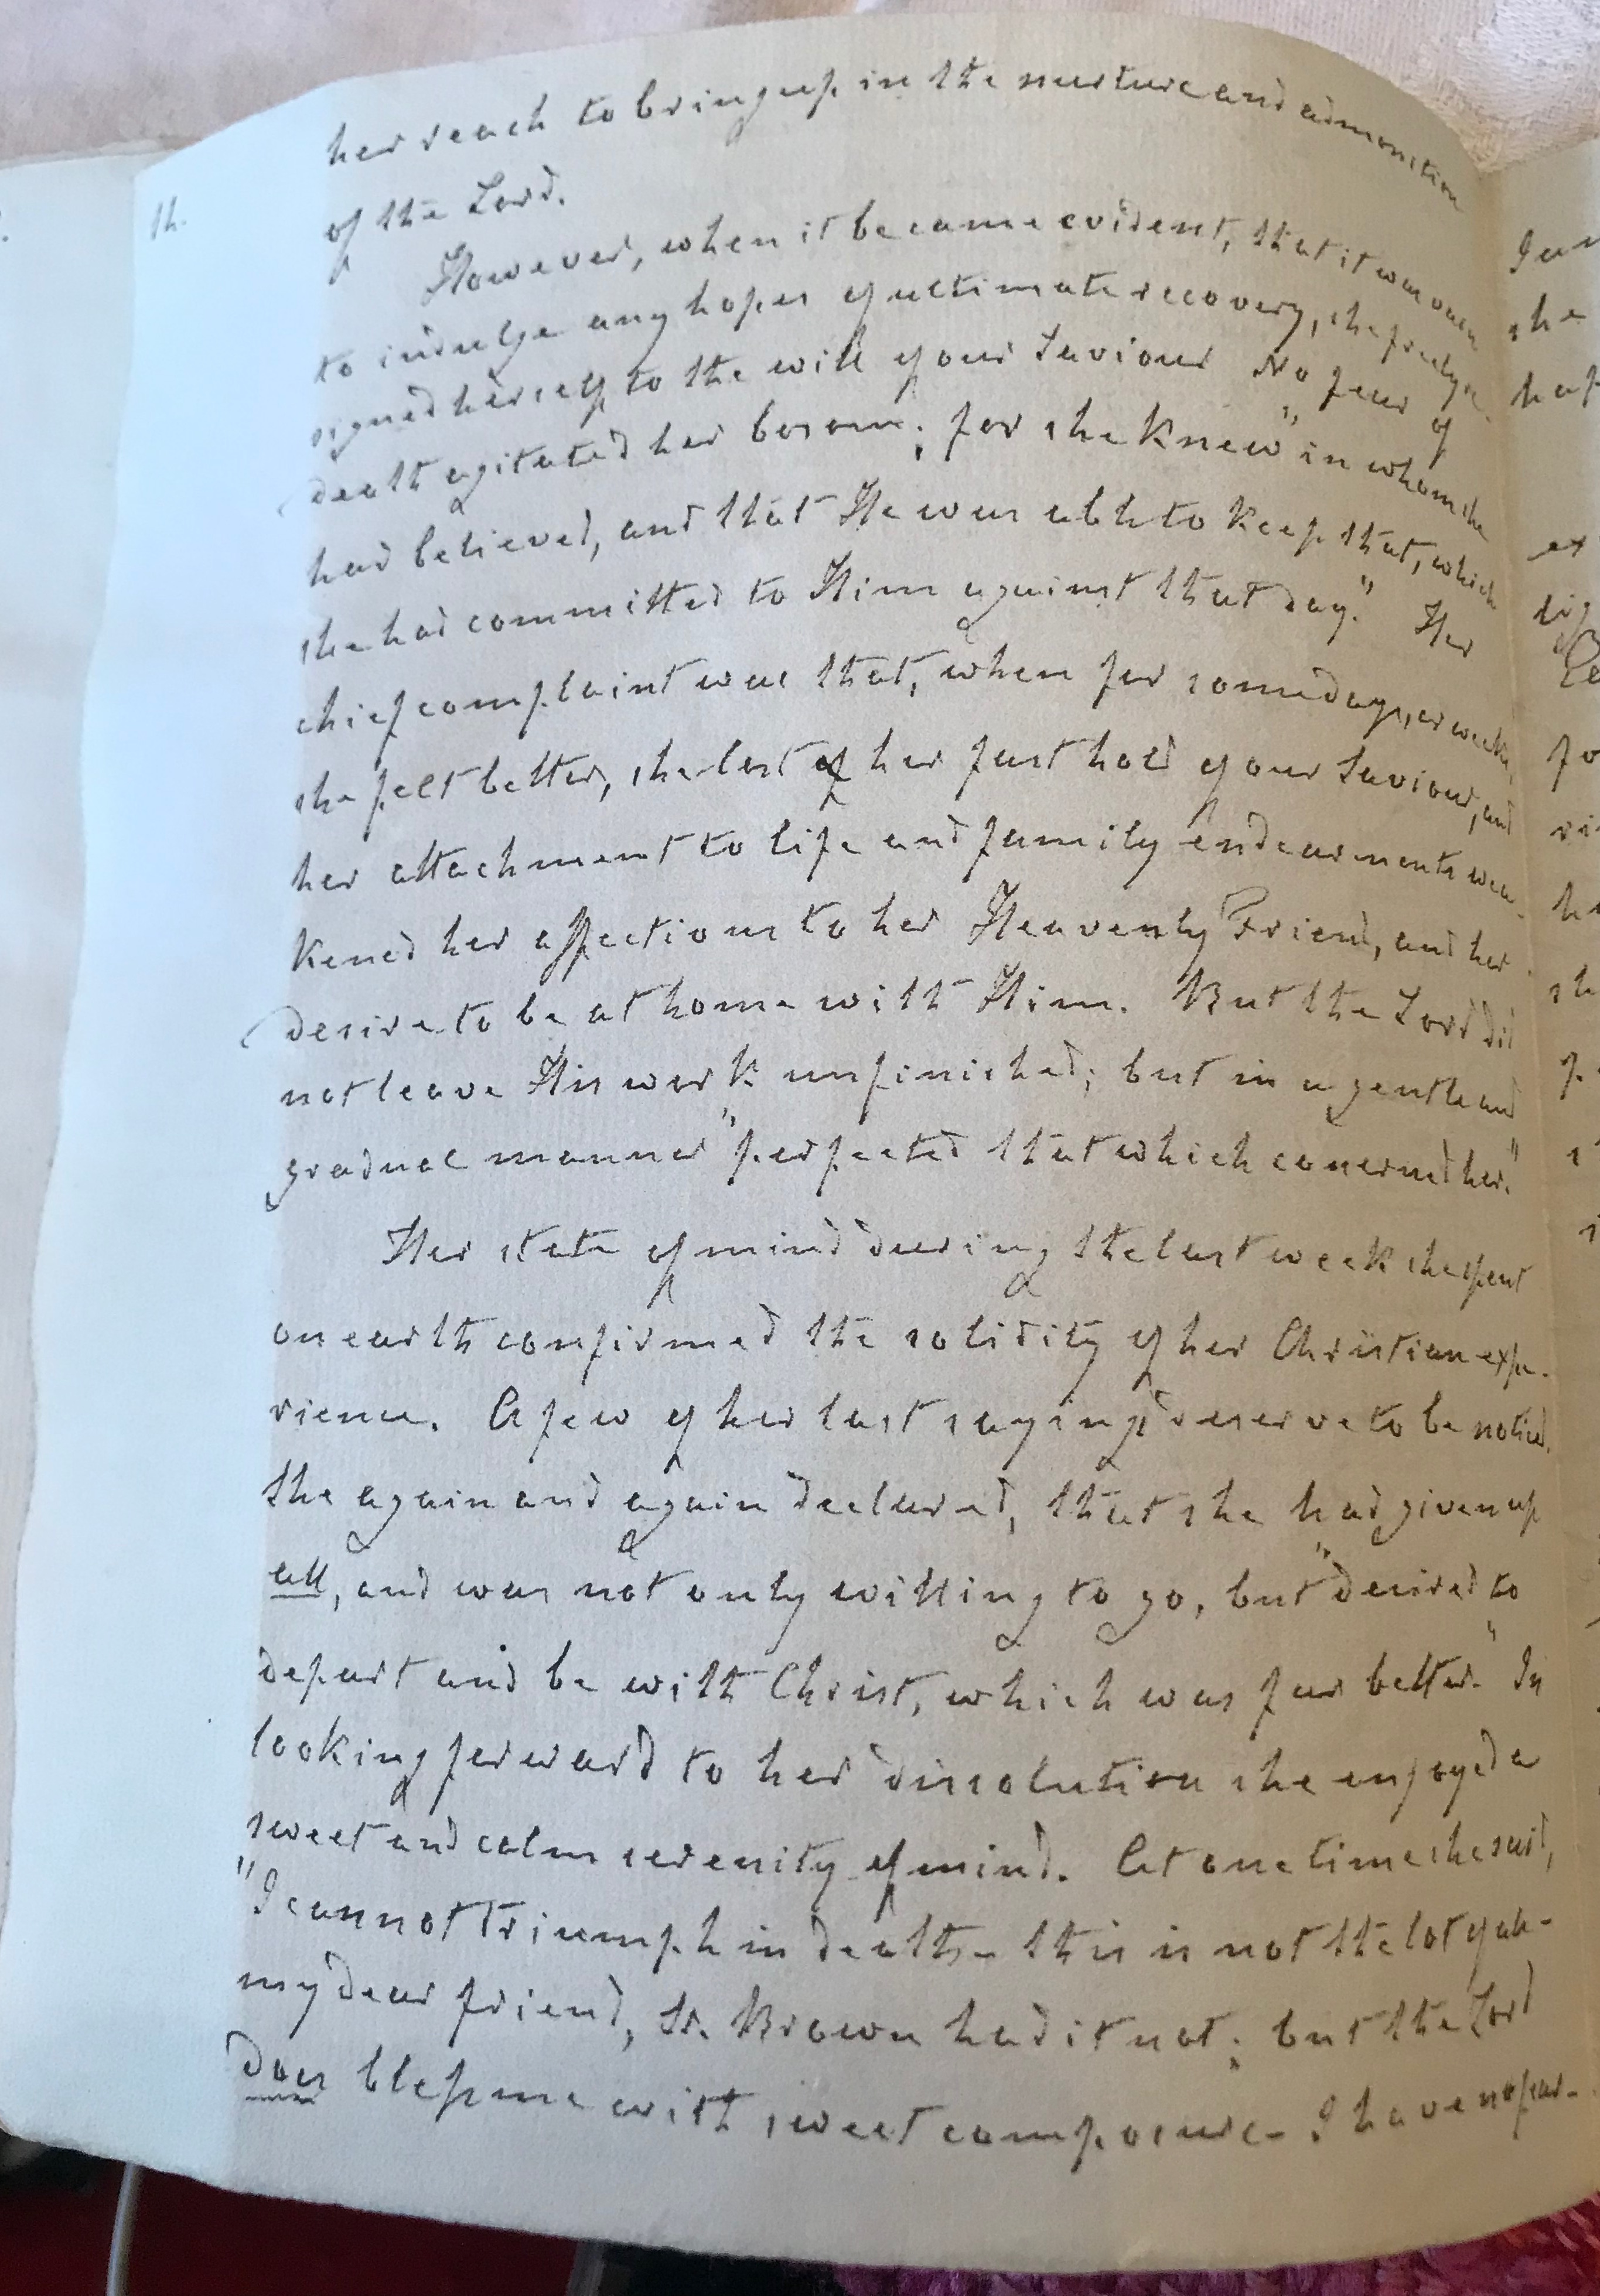 16.
her reach to bring up in the nurture and admonition
of the Lord.
However, when it became evident, that it was vain
to indulge any hopes of ultimate recovery, she freely re-
signed herself to the will of our Saviour No fear of
death agitated her bosom; for she knew "in whom she
had believed, and that He was able to keep that, which
she had committed to Him against that day." Her
chief complaint was that, when for some days, or weeks,
she felt better, she lost of her fast hold of our Saviour, and
her attachment to life and family endearments wea-
kened her affections to her Heavenly Friend, and her
desire to be at home with Him. But the Lord did
not leave His work unfinished; but in a gentle and
gradual manner "perfected that which concerned her."
Her state of mind during the last week she spent
on earth confirmed the solidity of her Christian expe-
rience. A few of her last sayings deserve to be noticed.
She again and again declared, that she had given up
all, and was not only willing to go, but "desired to
depart and be with Christ, which was far better." In
looking forward to her dissolution she enjoyed a
sweet and calm serenity of mind. At one time she said,
"I cannot triumph in death - this is not the lot of all -
my dear friend, Sr. Brown had it not; but the Lord
does bless me with sweet composure - I have no fear -
she